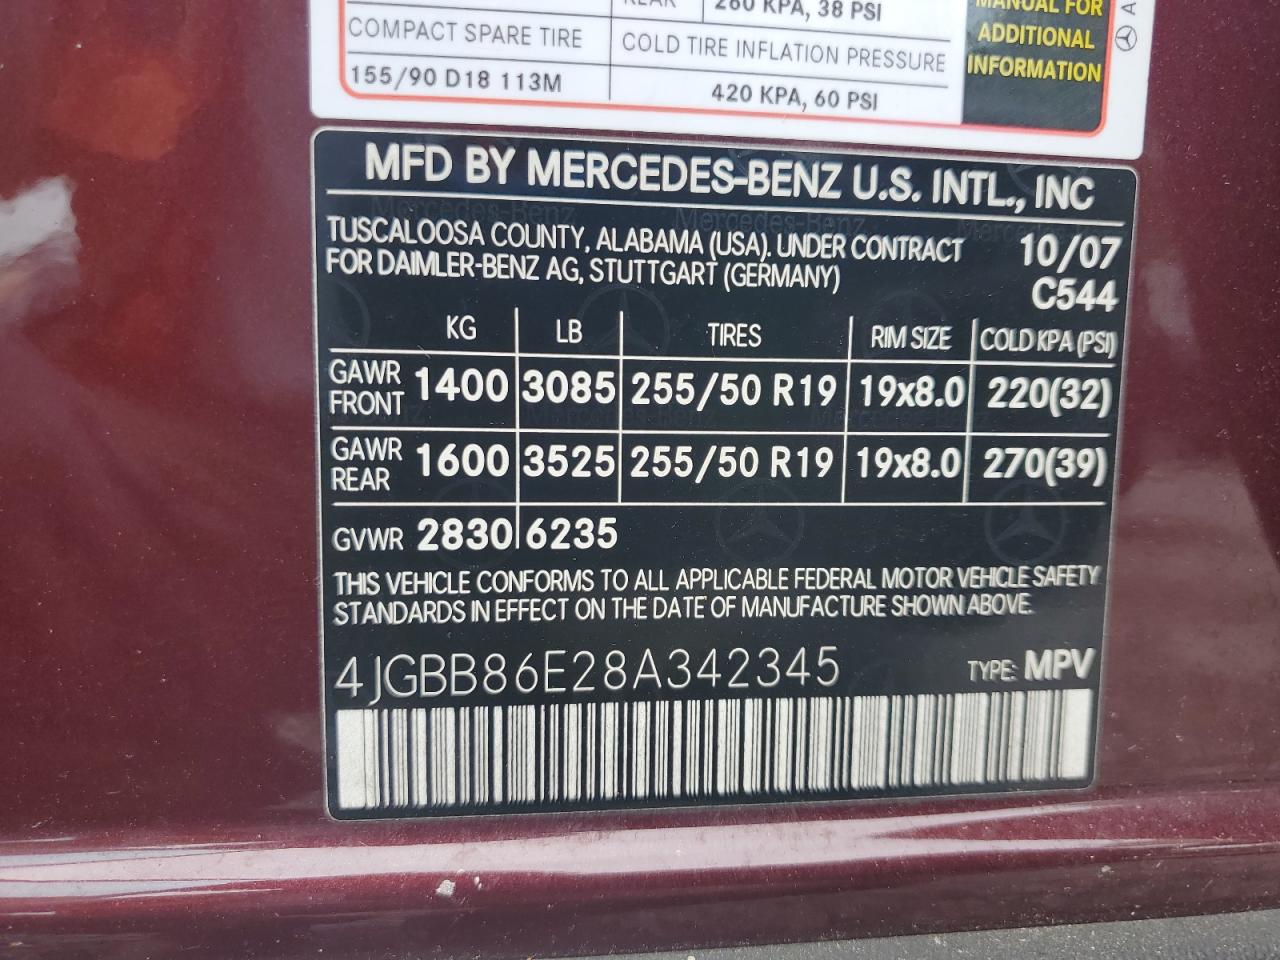 REAR 260 KPA, 38 PSI
COMPACT SPARE TIRE COLD TIRE INFLATION PRESSURE
155/90 D18 113M 420 KPA, 60 PSI
MANUAL FOR
ADDITIONAL
INFORMATION
A
MFD BY MERCEDES-BENZ U.S. INTL., INC
TUSCALOOSA COUNTY, ALABAMA (USA). UNDER CONTRACT 10/07
FOR DAIMLER-BENZ AG, STUTTGART (GERMANY) C544
KG LB TIRES RIM SIZE COLD KPA (PSI)
GAWR FRONT 1400 3085 255/50 R19 19x8.0 220(32)
GAWR REAR 1600 3525 255/50 R19 19x8.0 270(39)
GVWR 2830 6235
THIS VEHICLE CONFORMS TO ALL APPLICABLE FEDERAL MOTOR VEHICLE SAFETY
STANDARDS IN EFFECT ON THE DATE OF MANUFACTURE SHOWN ABOVE.
4JGBB86E28A342345 TYPE: MPV